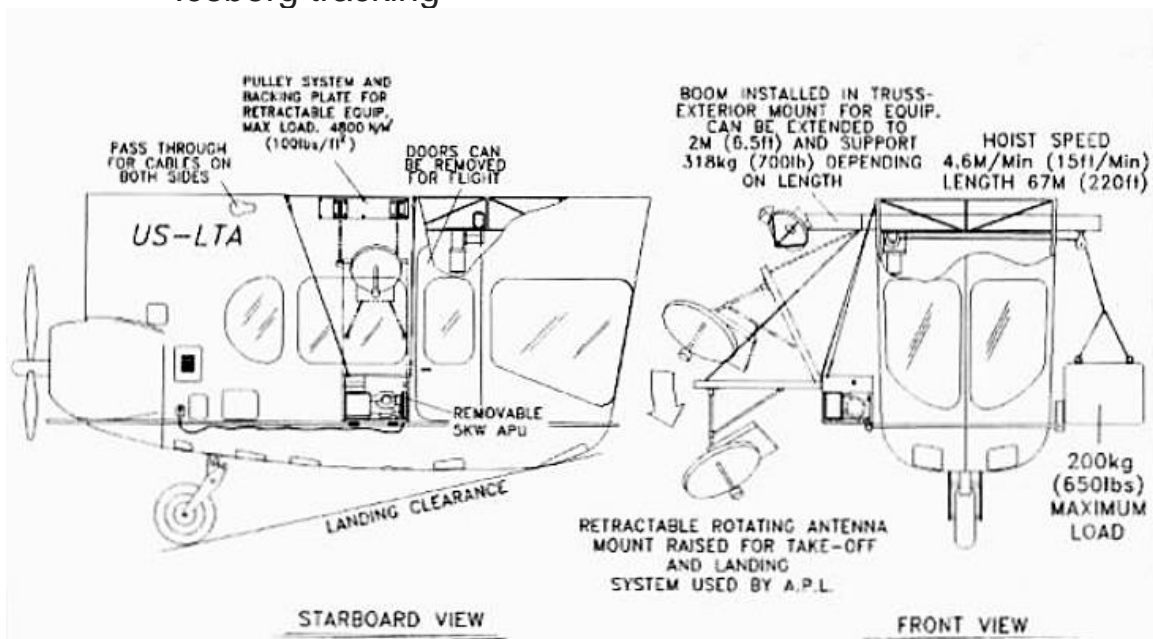 Iceberg tracking
PULLEY SYSTEM AND
BACKING PLATE FOR
RETRACTABLE EQUIP.
MAX LOAD. 4800 N/M²
(100lbs/ft²)
PASS THROUGH
FOR CABLES ON
BOTH SIDES
DOORS CAN
BE REMOVED
FOR FLIGHT
US-LTA
REMOVABLE
5KW APU
LANDING CLEARANCE
STARBOARD VIEW
BOOM INSTALLED IN TRUSS-
EXTERIOR MOUNT FOR EQUIP.
CAN BE EXTENDED TO
2M (6.5ft) AND SUPPORT
318kg (700lb) DEPENDING
ON LENGTH
HOIST SPEED
4.6M/Min (15ft/Min)
LENGTH 67M (220ft)
200kg
(650lbs)
MAXIMUM
LOAD
RETRACTABLE ROTATING ANTENNA
MOUNT RAISED FOR TAKE-OFF
AND LANDING
SYSTEM USED BY A.P.L.
FRONT VIEW